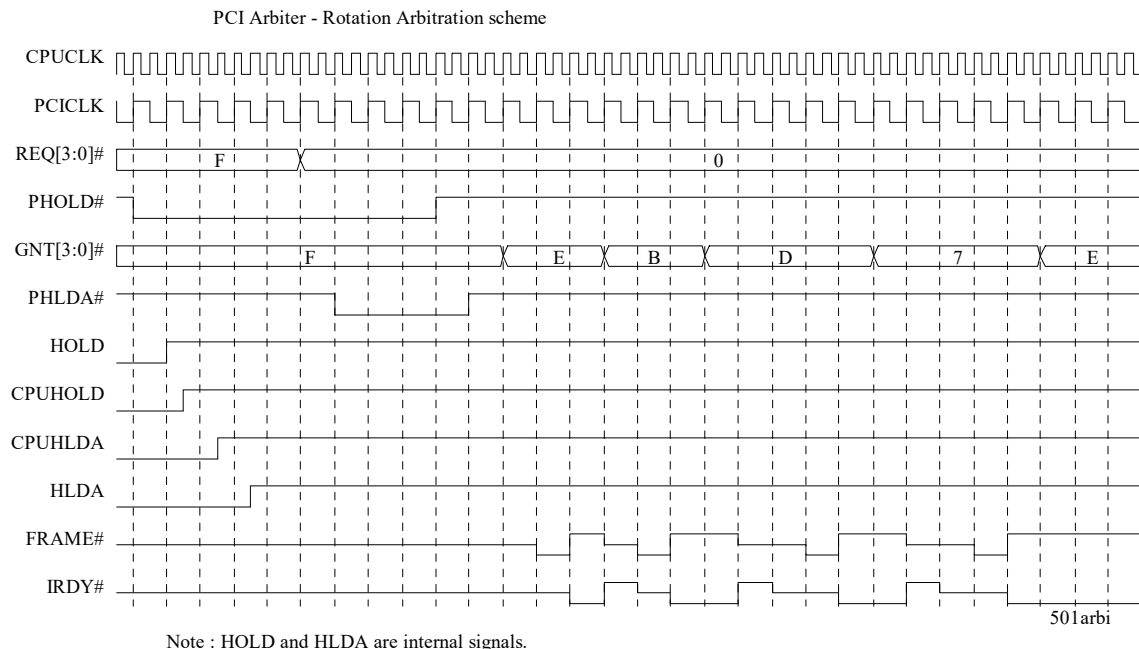 PCI Arbiter - Rotation Arbitration scheme
CPUCLK
PCICLK
REQ[3:0]# F 0
PHOLD#
GNT[3:0]# F E B D 7 E
PHLDA#
HOLD
CPUHOLD
CPUHLDA
HLDA
FRAME#
IRDY#
501arbi
Note : HOLD and HLDA are internal signals.